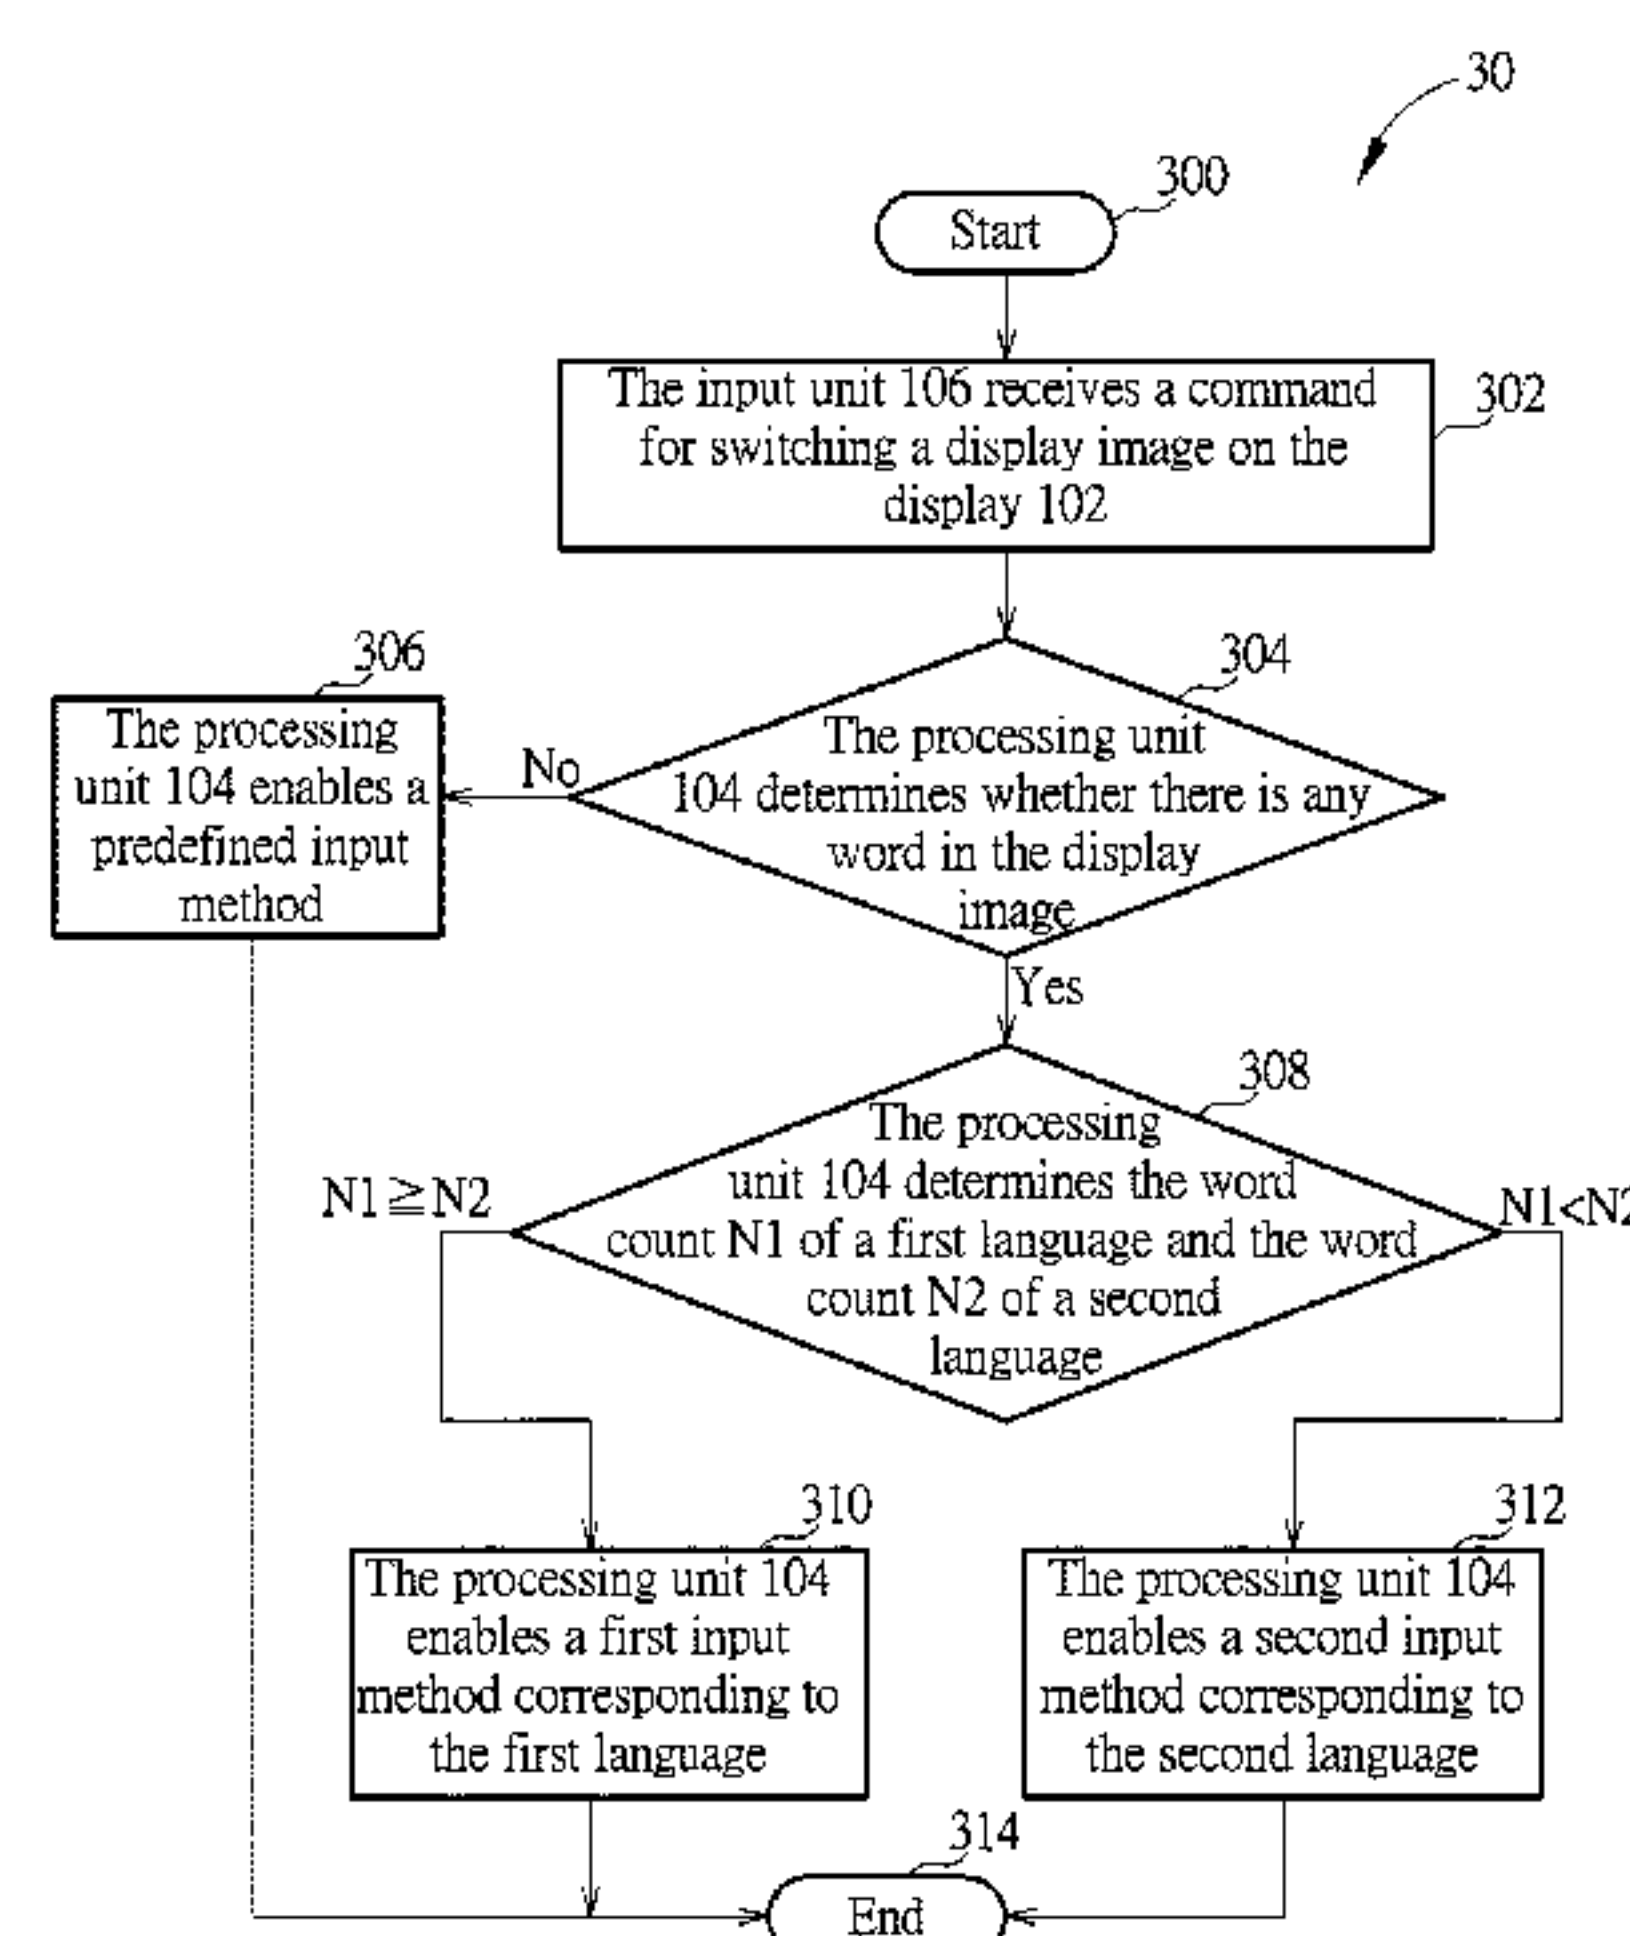 30
300
Start
The input unit 106 receives a command
for switching a display image on the
display 102
302
306
The processing
unit 104 enables a
predefined input
method
No
304
The processing unit
104 determines whether there is any
word in the display
image
Yes
308
The processing
unit 104 determines the word
count N1 of a first language and the word
count N2 of a second
language
N1≧N2
N1<N2
310
The processing unit 104
enables a first input
method corresponding to
the first language
312
The processing unit 104
enables a second input
method corresponding to
the second language
314
End